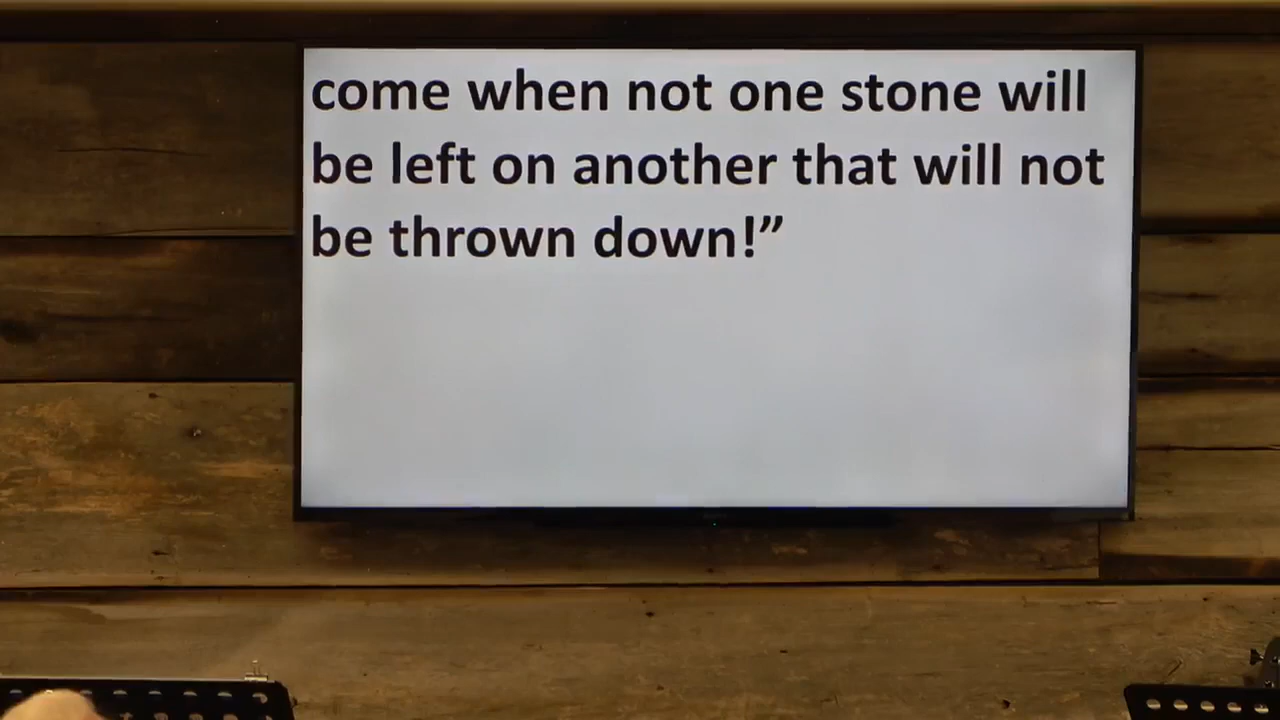 come when not one stone will
be left on another that will not
be thrown down!”